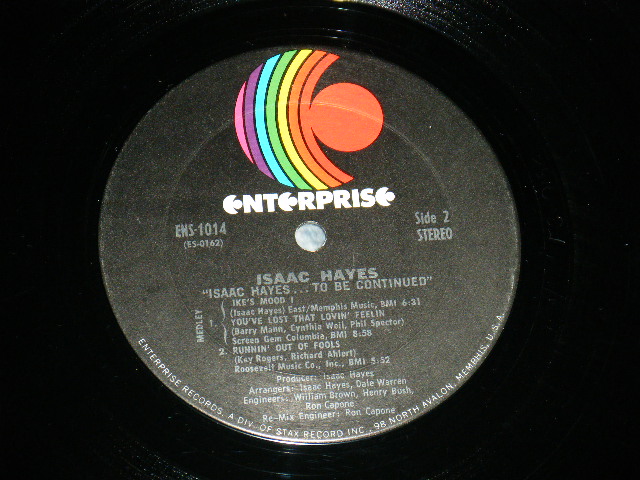 ENTERPRISE
ENS-1014
(ES-0162)
Side 2
STEREO
ISAAC HAYES
"ISAAC HAYES...TO BE CONTINUED"
MEDLEY
IKE'S MOOD I
(Isaac Hayes) East/Memphis Music, BMI 6:31
1. YOU'VE LOST THAT LOVIN' FEELIN
(Barry Mann, Cynthia Weil, Phil Spector)
Screen Gem Columbia, BMI 8:58
2. RUNNIN' OUT OF FOOLS
(Kay Rogers, Richard Ahlert)
Roosevelt Music Co., Inc., BMI 5:52
Producer: Isaac Hayes
Arrangers: Isaac Hayes, Dale Warren
Engineers: William Brown, Henry Bush,
Ron Capone
Re-Mix Engineer: Ron Capone
ENTERPRISE RECORDS, A DIV. OF STAX RECORD INC. 98 NORTH AVALON, MEMPHIS, U.S.A.